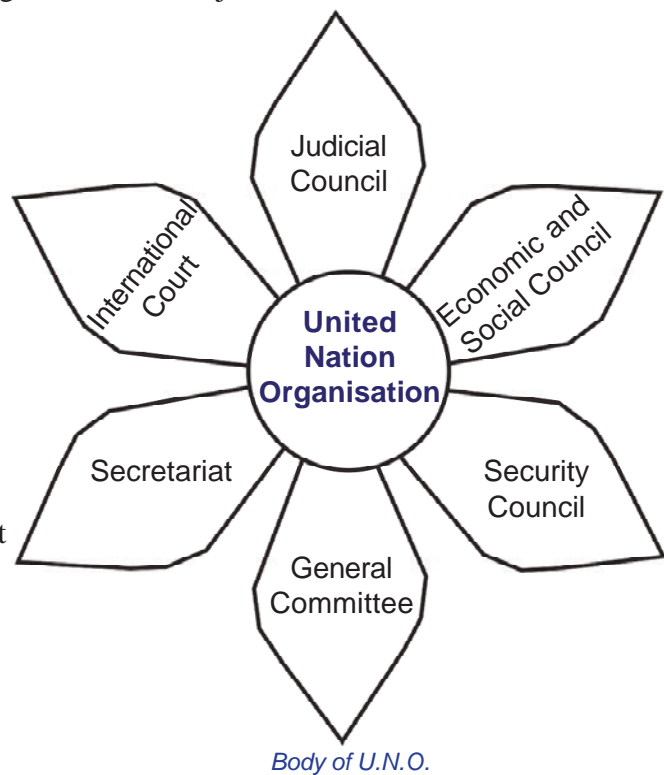 Judicial
Council
International
Court
Economic and
Social Council
United
Nation
Organisation
Secretariat
Security
Council
General
Committee
Body of U.N.O.